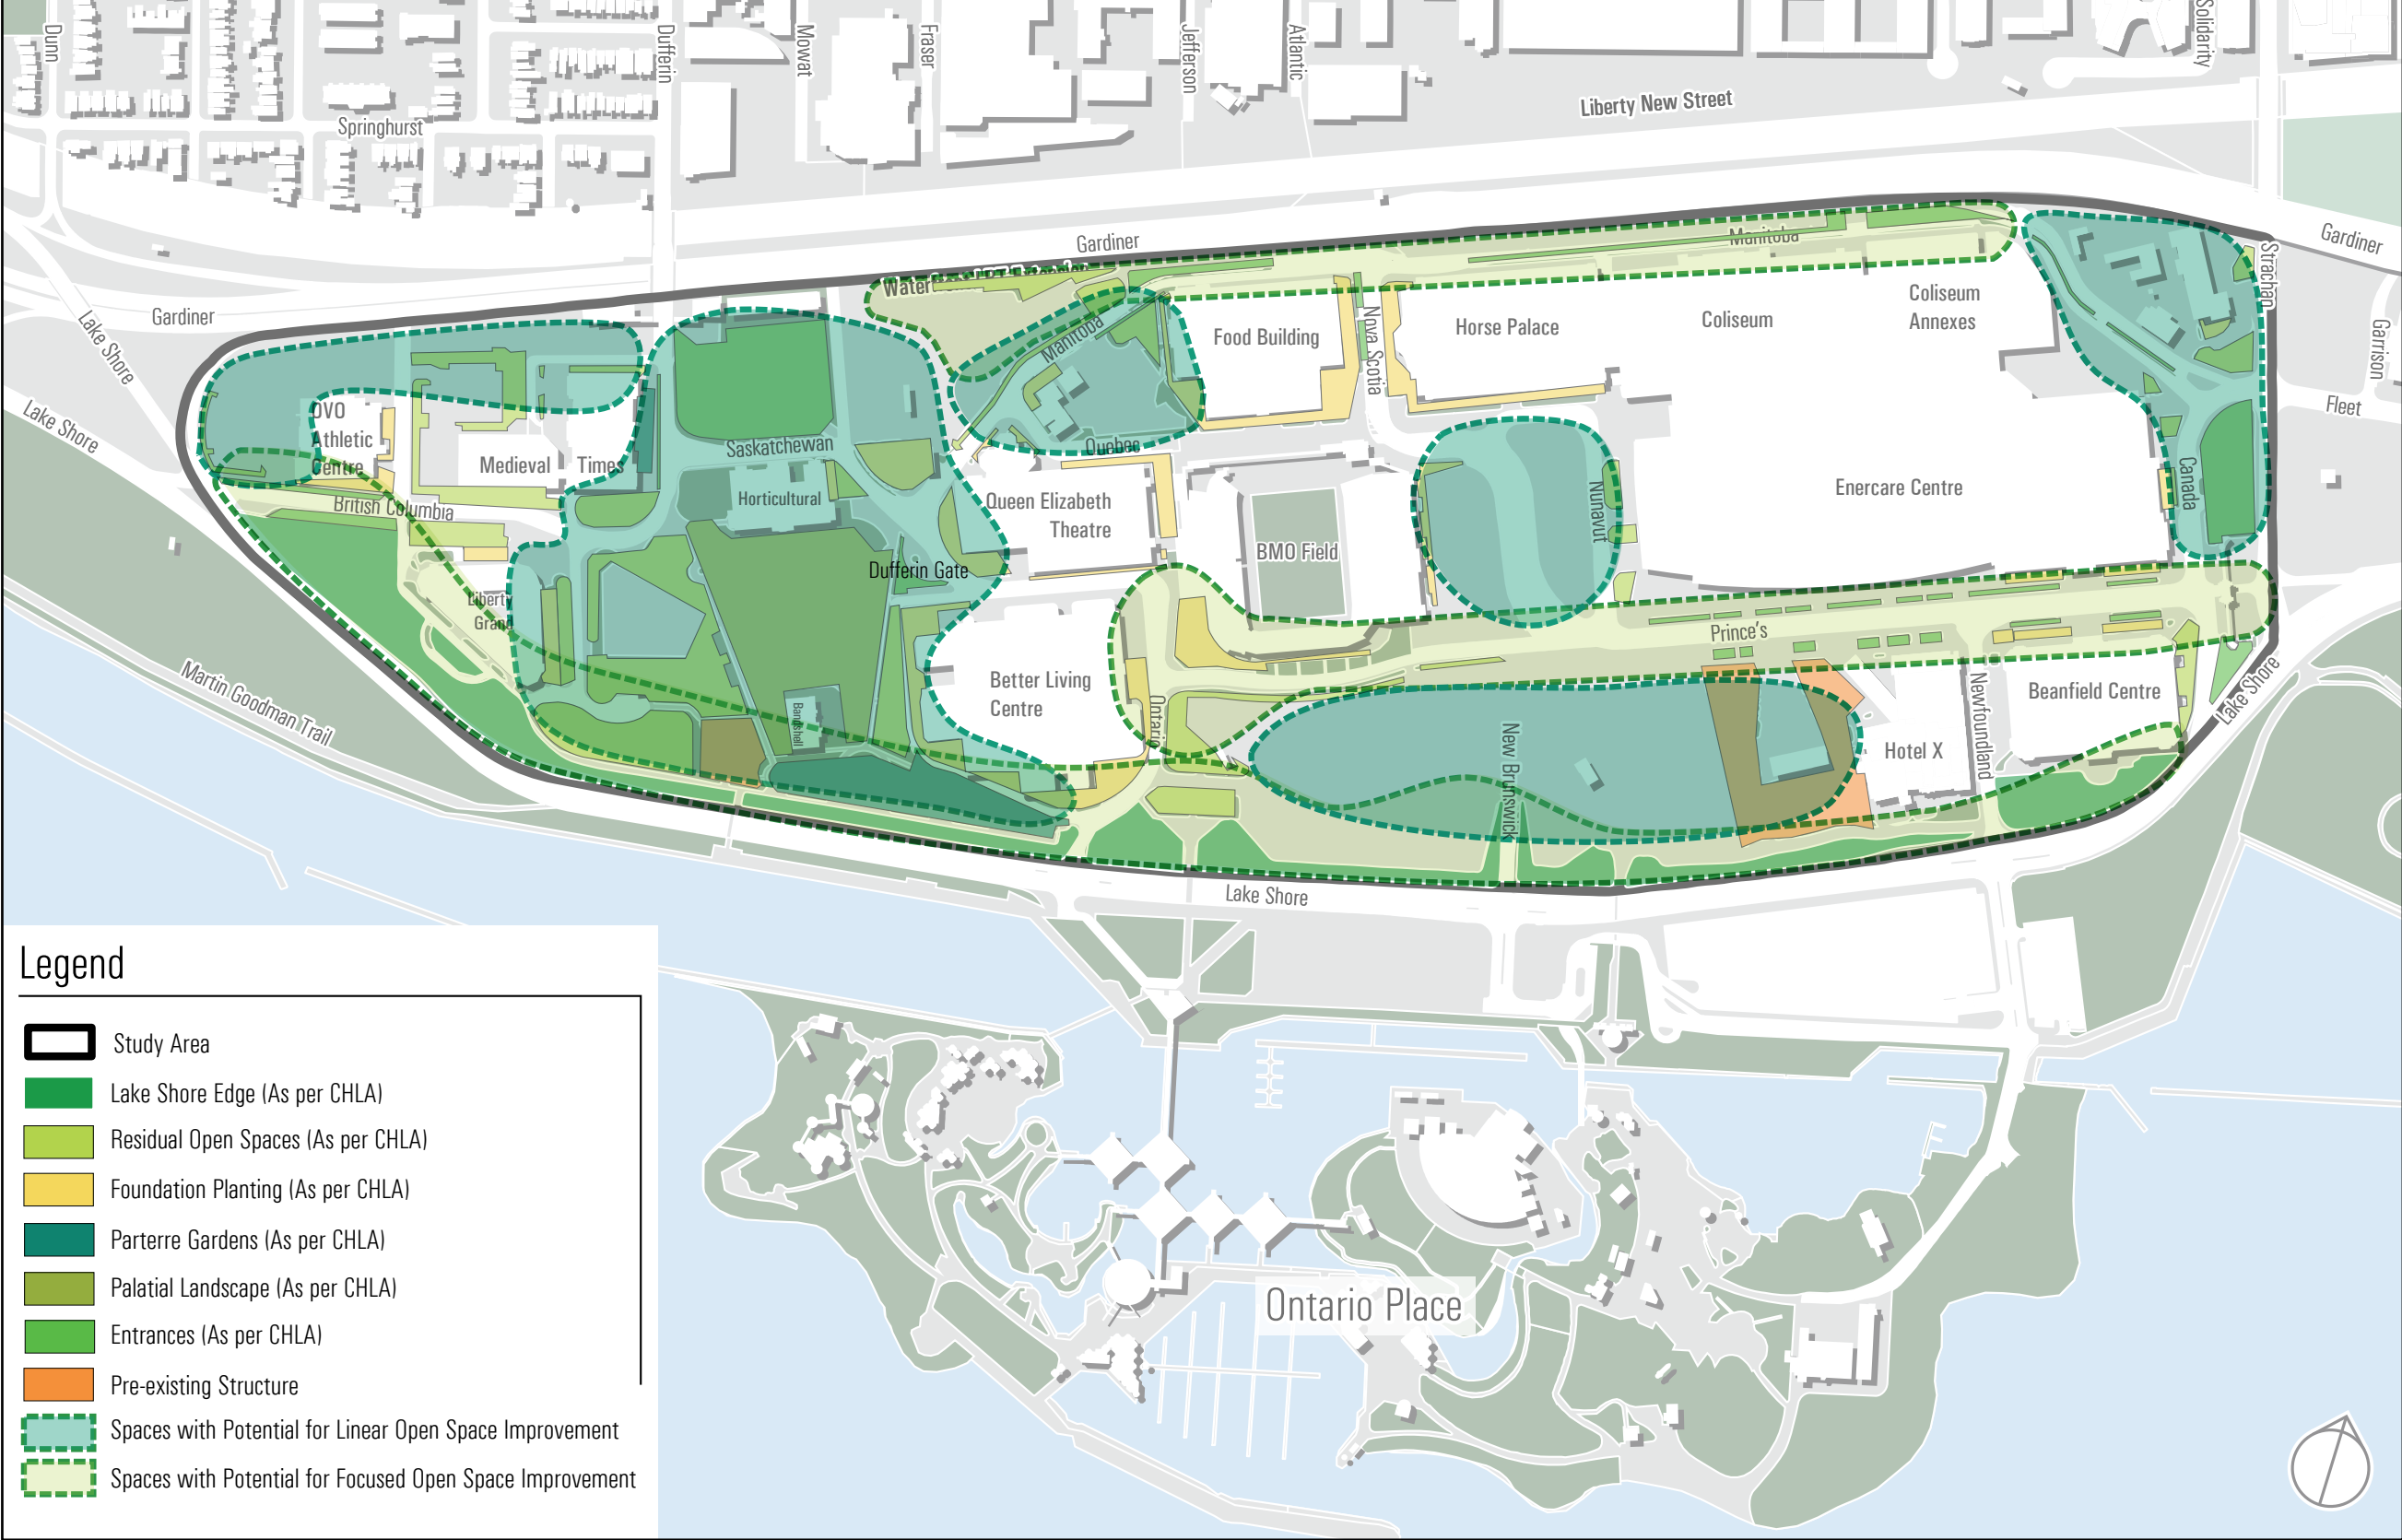 Dunn
Dufferin
Mowat
Fraser
Jefferson
Atlantic
Solidarity
Liberty New Street
Springhurst
Gardiner
Gardiner
Manitoba
Strachan
Gardiner
Lake Shore
Garrison
Fleet
Lake Shore
Manitoba
Food Building
Nova Scotia
Horse Palace
Coliseum
Coliseum
Annexes
OVO
Athletic
Centre
Medieval Times
Saskatchewan
Quebec
Horticultural
Queen Elizabeth
Theatre
BMO Field
Nunavut
Enercare Centre
Canada
British Columbia
Dufferin Gate
Liberty
Grand
Martin Goodman Trail
Bandshell
Better Living
Centre
Ontario
Prince's
New Brunswick
Hotel X
Newfoundland
Beanfield Centre
Lake Shore
Lake Shore
Ontario Place
Legend
Study Area
Lake Shore Edge (As per CHLA)
Residual Open Spaces (As per CHLA)
Foundation Planting (As per CHLA)
Parterre Gardens (As per CHLA)
Palatial Landscape (As per CHLA)
Entrances (As per CHLA)
Pre-existing Structure
Spaces with Potential for Linear Open Space Improvement
Spaces with Potential for Focused Open Space Improvement